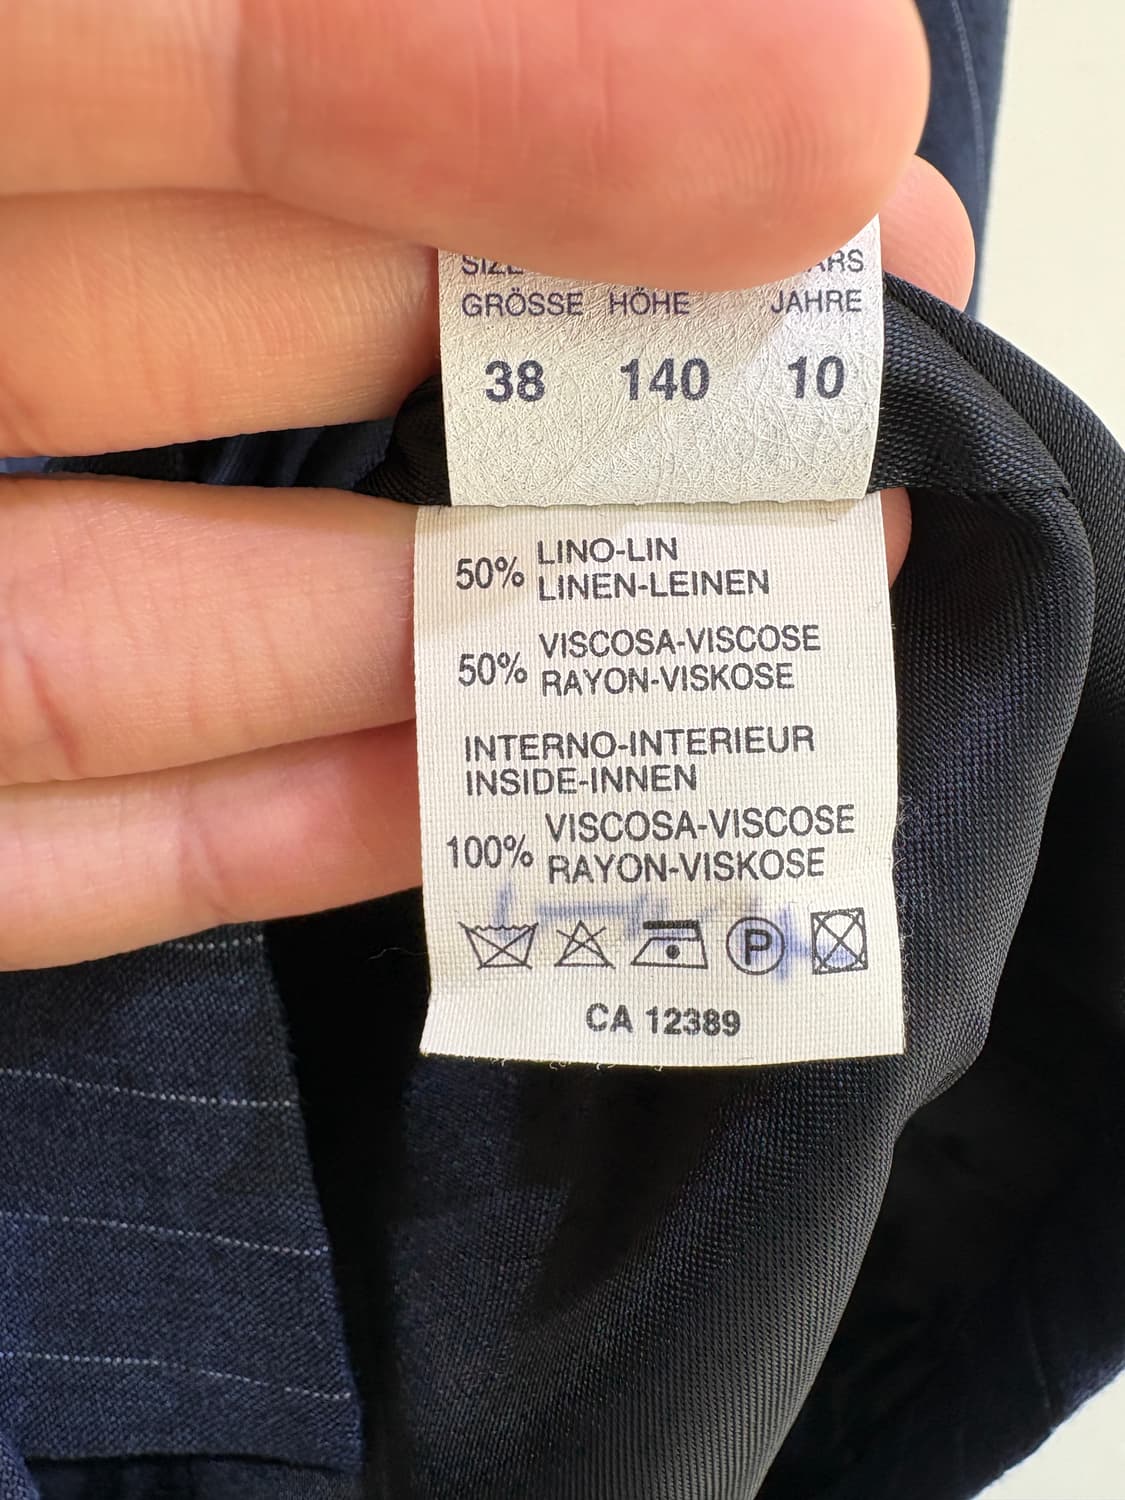 GRÖSSE HÖHE JAHRE
38 140 10
50% LINO-LIN
LINEN-LEINEN
50% VISCOSA-VISCOSE
RAYON-VISKOSE
INTERNO-INTERIEUR
INSIDE-INNEN
100% VISCOSA-VISCOSE
RAYON-VISKOSE
P
CA 12389